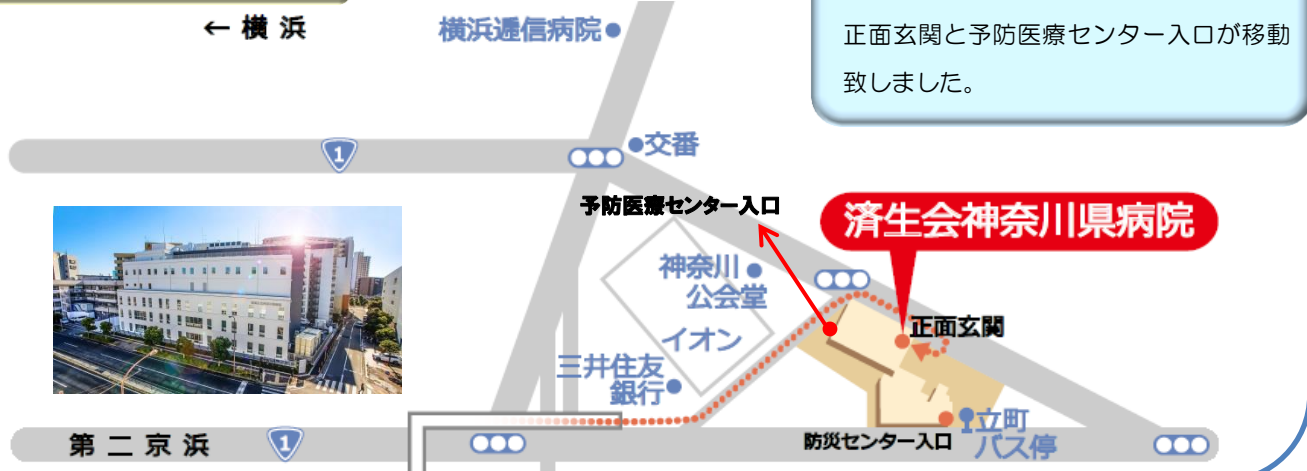 ← 横 浜
横浜逓信病院
正面玄関と予防医療センター入口が移動
致しました。
1
交番
予防医療センター入口
済生会神奈川県病院
神奈川
公会堂
イオン
正面玄関
三井住友
銀行
立町
バス停
防災センター入口
第 二 京 浜
1